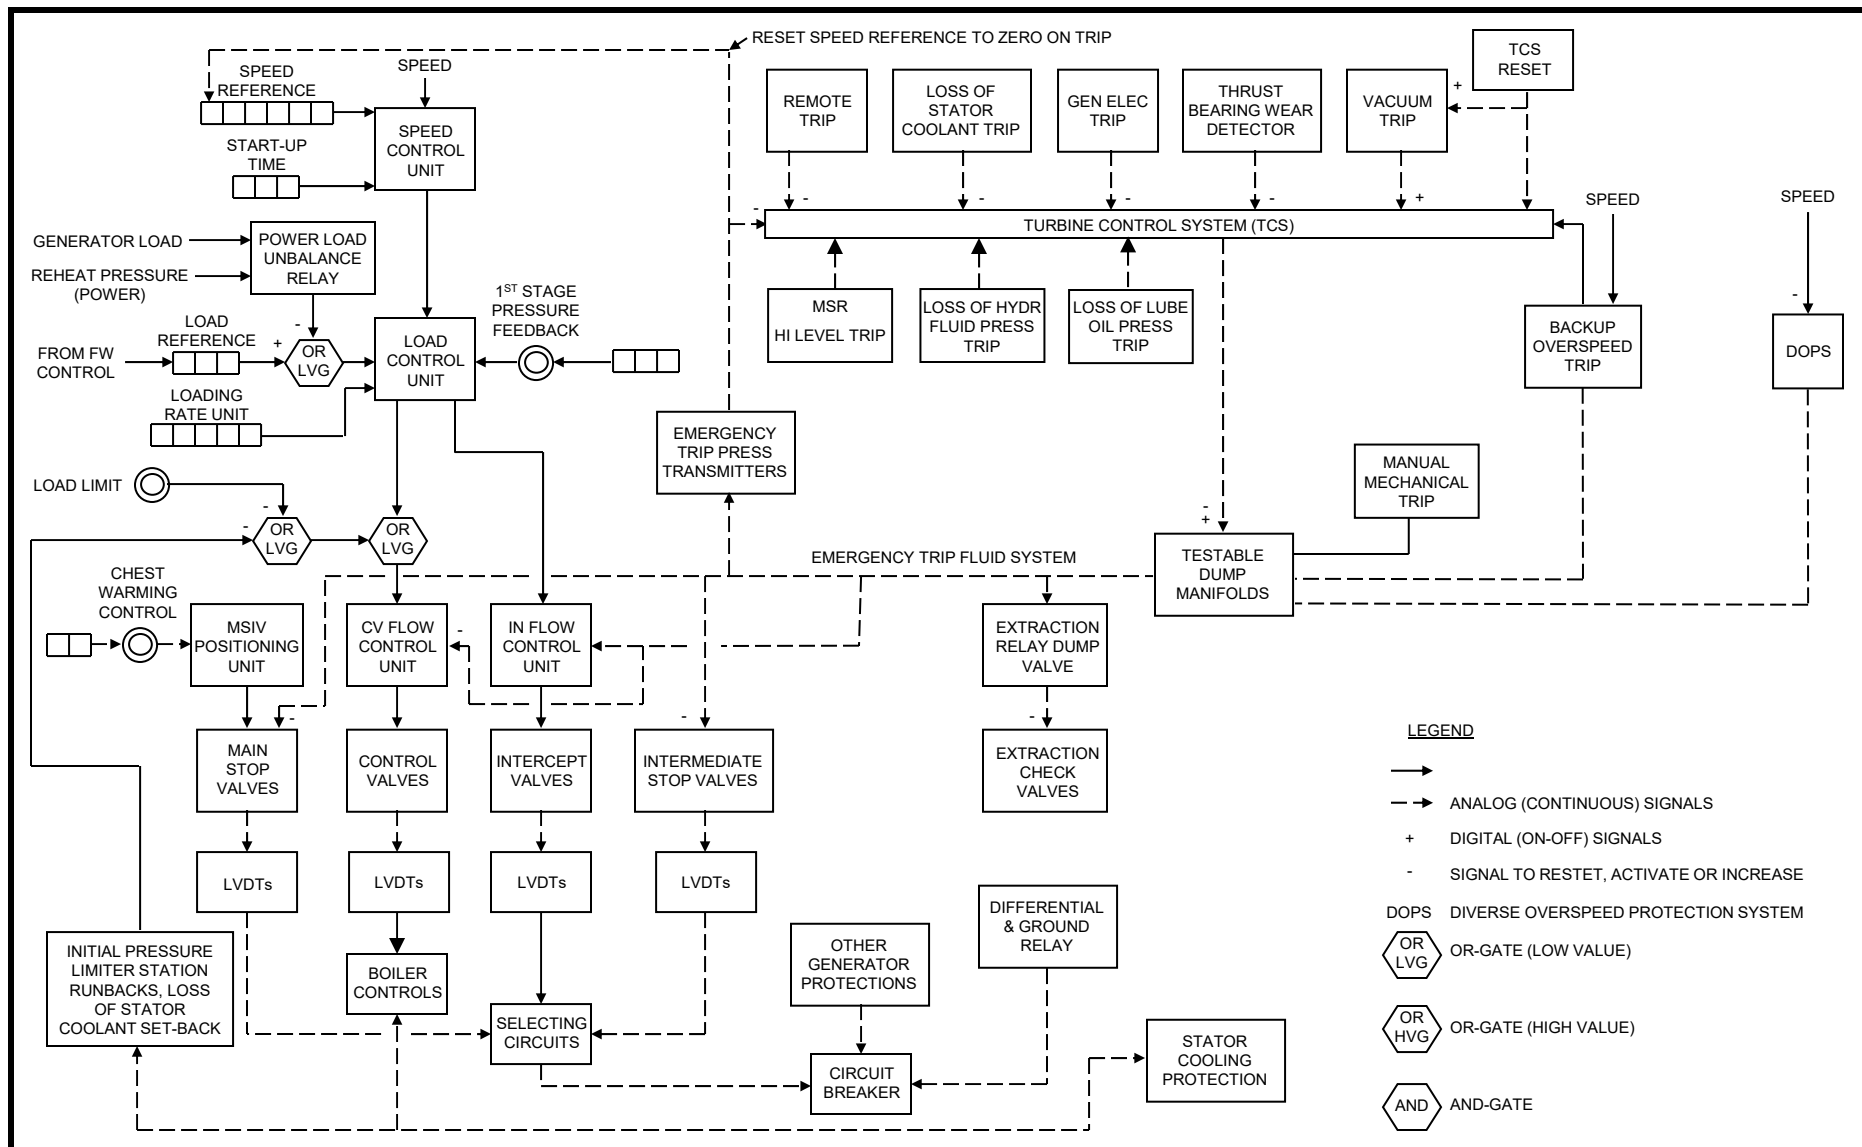 RESET SPEED REFERENCE TO ZERO ON TRIP
SPEED
REFERENCE
SPEED
START-UP
TIME
SPEED
CONTROL
UNIT
REMOTE
TRIP
LOSS OF
STATOR
COOLANT TRIP
GEN ELEC
TRIP
THRUST
BEARING WEAR
DETECTOR
VACUUM
TRIP
+
TCS
RESET
-
-
-
-
-
+
TURBINE CONTROL SYSTEM (TCS)
SPEED
SPEED
GENERATOR LOAD
REHEAT PRESSURE
(POWER)
POWER LOAD
UNBALANCE
RELAY
-
LOAD
REFERENCE
+
FROM FW
CONTROL
OR
LVG
LOADING
RATE UNIT
LOAD
CONTROL
UNIT
1ST STAGE
PRESSURE
FEEDBACK
MSR
HI LEVEL TRIP
LOSS OF HYDR
FLUID PRESS
TRIP
LOSS OF LUBE
OIL PRESS
TRIP
BACKUP
OVERSPEED
TRIP
-
DOPS
EMERGENCY
TRIP PRESS
TRANSMITTERS
MANUAL
MECHANICAL
TRIP
LOAD LIMIT
-
-
OR
LVG
OR
LVG
-
+
TESTABLE
DUMP
MANIFOLDS
EMERGENCY TRIP FLUID SYSTEM
CHEST
WARMING
CONTROL
MSIV
POSITIONING
UNIT
CV FLOW
CONTROL
UNIT
-
IN FLOW
CONTROL
UNIT
EXTRACTION
RELAY DUMP
VALVE
-
-
-
MAIN
STOP
VALVES
CONTROL
VALVES
INTERCEPT
VALVES
INTERMEDIATE
STOP VALVES
EXTRACTION
CHECK
VALVES
LVDTs
LVDTs
LVDTs
LVDTs
INITIAL PRESSURE
LIMITER STATION
RUNBACKS, LOSS
OF STATOR
COOLANT SET-BACK
BOILER
CONTROLS
SELECTING
CIRCUITS
OTHER
GENERATOR
PROTECTIONS
DIFFERENTIAL
& GROUND
RELAY
CIRCUIT
BREAKER
STATOR
COOLING
PROTECTION
LEGEND
ANALOG (CONTINUOUS) SIGNALS
+ DIGITAL (ON-OFF) SIGNALS
- SIGNAL TO RESTET, ACTIVATE OR INCREASE
DOPS DIVERSE OVERSPEED PROTECTION SYSTEM
OR
LVG
OR-GATE (LOW VALUE)
OR
HVG
OR-GATE (HIGH VALUE)
AND AND-GATE